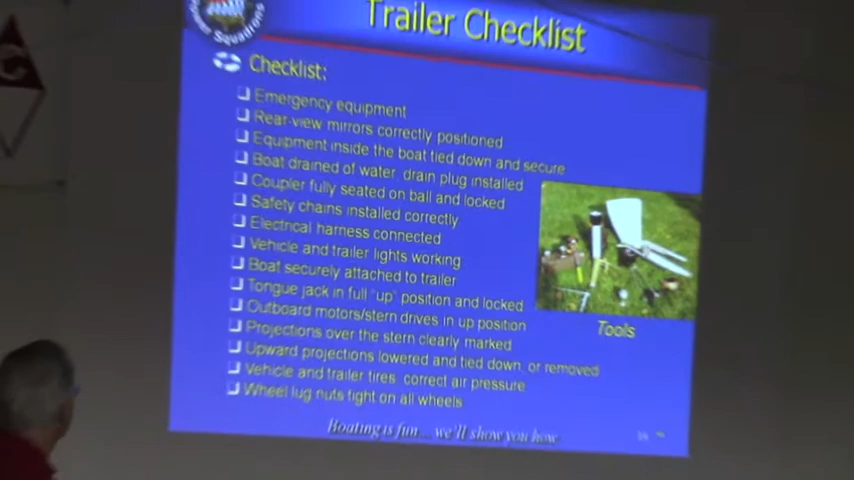 Power Squadrons
Trailer Checklist
Checklist:
Emergency equipment
Rear-view mirrors correctly positioned
Equipment inside the boat tied down and secure
Boat drained of water, drain plug installed
Coupler fully seated on ball and locked
Safety chains installed correctly
Electrical harness connected
Vehicle and trailer lights working
Boat securely attached to trailer
Tongue jack in full "up" position and locked
Outboard motors/stern drives in up position
Projections over the stern clearly marked
Upward projections lowered and tied down, or removed
Vehicle and trailer tires, correct air pressure
Wheel lug nuts tight on all wheels
Tools
Boating is fun... we'll show you how